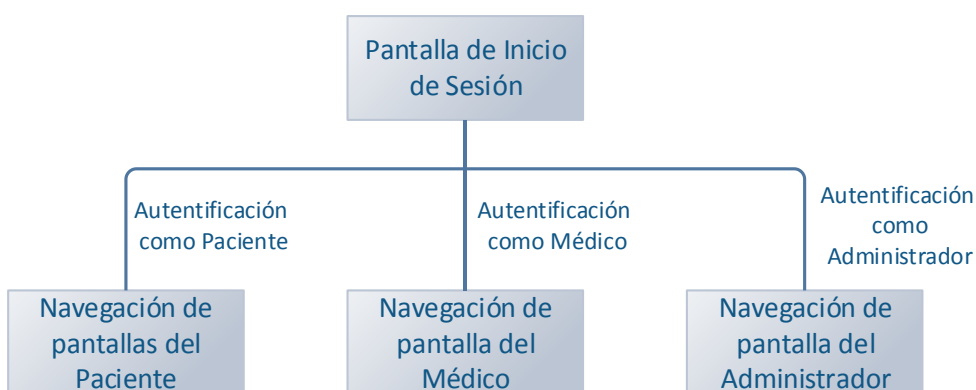 Pantalla de Inicio
de Sesión
Autentificación
como Paciente
Autentificación
como Médico
Autentificación
como
Administrador
Navegación de
pantallas del
Paciente
Navegación de
pantalla del
Médico
Navegación de
pantalla del
Administrador